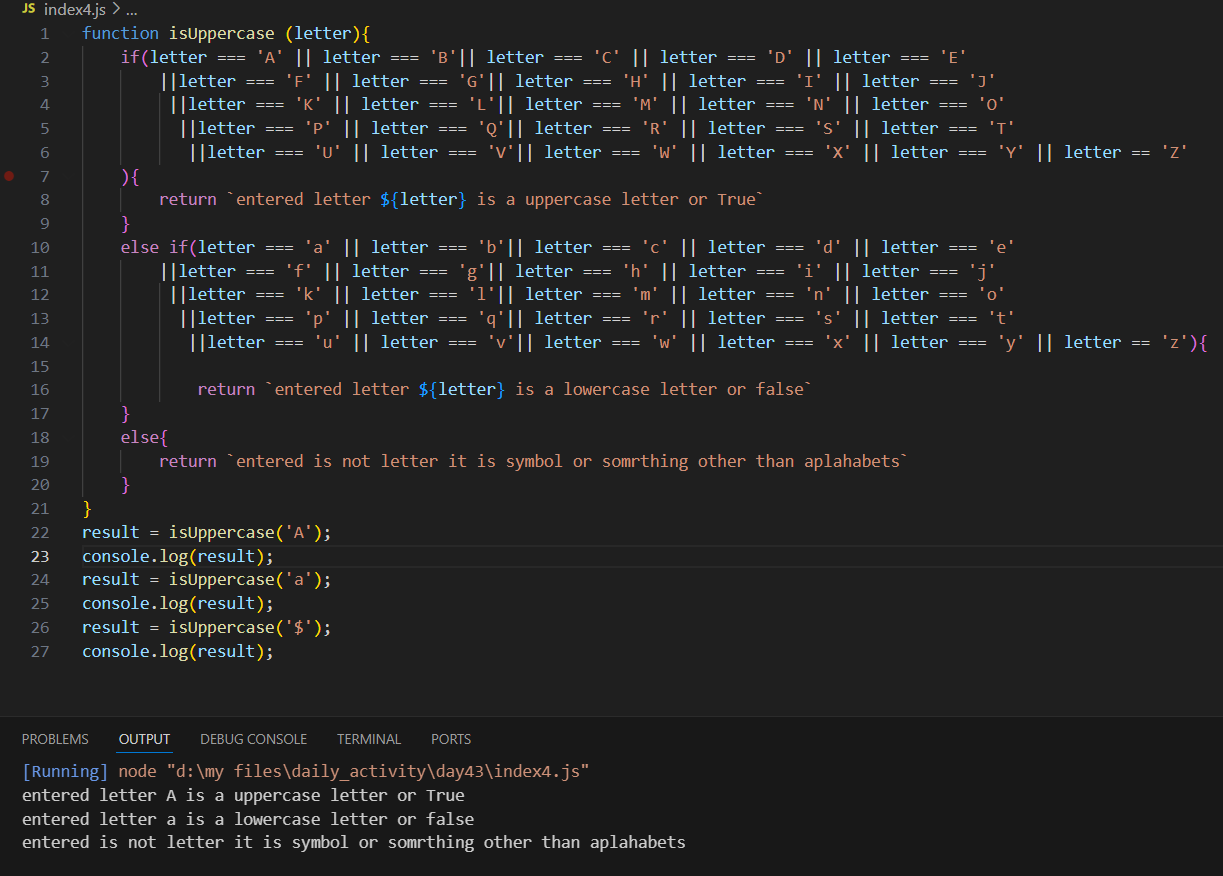 JS index4.js > ...
1 function isUppercase (letter){
2 if(letter === 'A' || letter === 'B'|| letter === 'C' || letter === 'D' || letter === 'E'
3 ||letter === 'F' || letter === 'G'|| letter === 'H' || letter === 'I' || letter === 'J'
4 ||letter === 'K' || letter === 'L'|| letter === 'M' || letter === 'N' || letter === 'O'
5 ||letter === 'P' || letter === 'Q'|| letter === 'R' || letter === 'S' || letter === 'T'
6 ||letter === 'U' || letter === 'V'|| letter === 'W' || letter === 'X' || letter === 'Y' || letter == 'Z'
7 ){
8 return `entered letter ${letter} is a uppercase letter or True`
9 }
10 else if(letter === 'a' || letter === 'b'|| letter === 'c' || letter === 'd' || letter === 'e'
11 ||letter === 'f' || letter === 'g'|| letter === 'h' || letter === 'i' || letter === 'j'
12 ||letter === 'k' || letter === 'l'|| letter === 'm' || letter === 'n' || letter === 'o'
13 ||letter === 'p' || letter === 'q'|| letter === 'r' || letter === 's' || letter === 't'
14 ||letter === 'u' || letter === 'v'|| letter === 'w' || letter === 'x' || letter === 'y' || letter == 'z'){
15
16 return `entered letter ${letter} is a lowercase letter or false`
17 }
18 else{
19 return `entered is not letter it is symbol or somrthing other than aplahabets`
20 }
21 }
22 result = isUppercase('A');
23 console.log(result);
24 result = isUppercase('a');
25 console.log(result);
26 result = isUppercase('$');
27 console.log(result);
PROBLEMS OUTPUT DEBUG CONSOLE TERMINAL PORTS
[Running] node "d:\my files\daily_activity\day43\index4.js"
entered letter A is a uppercase letter or True
entered letter a is a lowercase letter or false
entered is not letter it is symbol or somrthing other than aplahabets